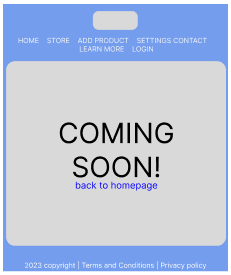 HOME STORE ADD PRODUCT SETTINGS CONTACT
LEARN MORE LOGIN
COMING
SOON!
back to homepage
2023 copyright | Terms and Conditions | Privacy policy